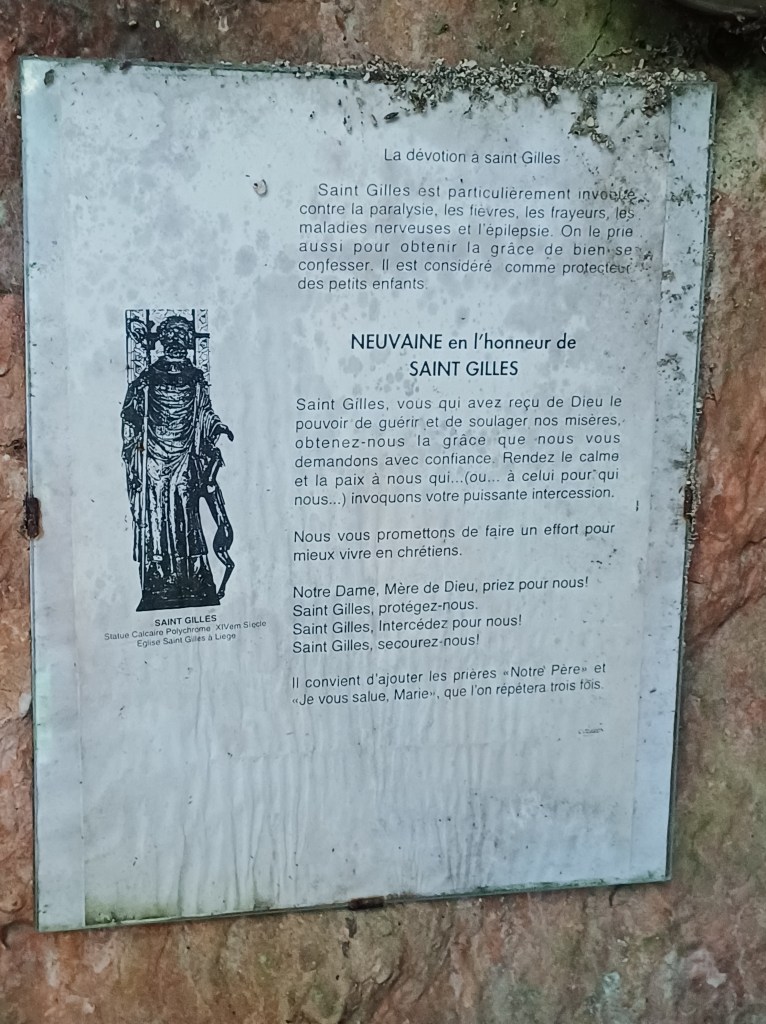 La dévotion à saint Gilles
Saint Gilles est particulièrement invoqué
contre la paralysie, les fièvres, les frayeurs, les
maladies nerveuses et l'épilepsie. On le prie
aussi pour obtenir la grâce de bien se
confesser. Il est considéré comme protecteur
des petits enfants.
NEUVAINE en l'honneur de
SAINT GILLES
Saint Gilles, vous qui avez reçu de Dieu le
pouvoir de guérir et de soulager nos misères,
obtenez-nous la grâce que nous vous
demandons avec confiance. Rendez le calme
et la paix à nous qui...(ou... à celui pour qui
nous...) invoquons votre puissante intercession.
Nous vous promettons de faire un effort pour
mieux vivre en chrétiens.
Notre Dame, Mère de Dieu, priez pour nous!
Saint Gilles, protégez-nous.
Saint Gilles, Intercédez pour nous!
Saint Gilles, secourez-nous!
Il convient d'ajouter les prières «Notre Père» et
«Je vous salue, Marie», que l'on répétera trois fois.
SAINT GILLES
Statue Calcaire Polychrome XIVem Siècle
Eglise Saint Gilles à Liege